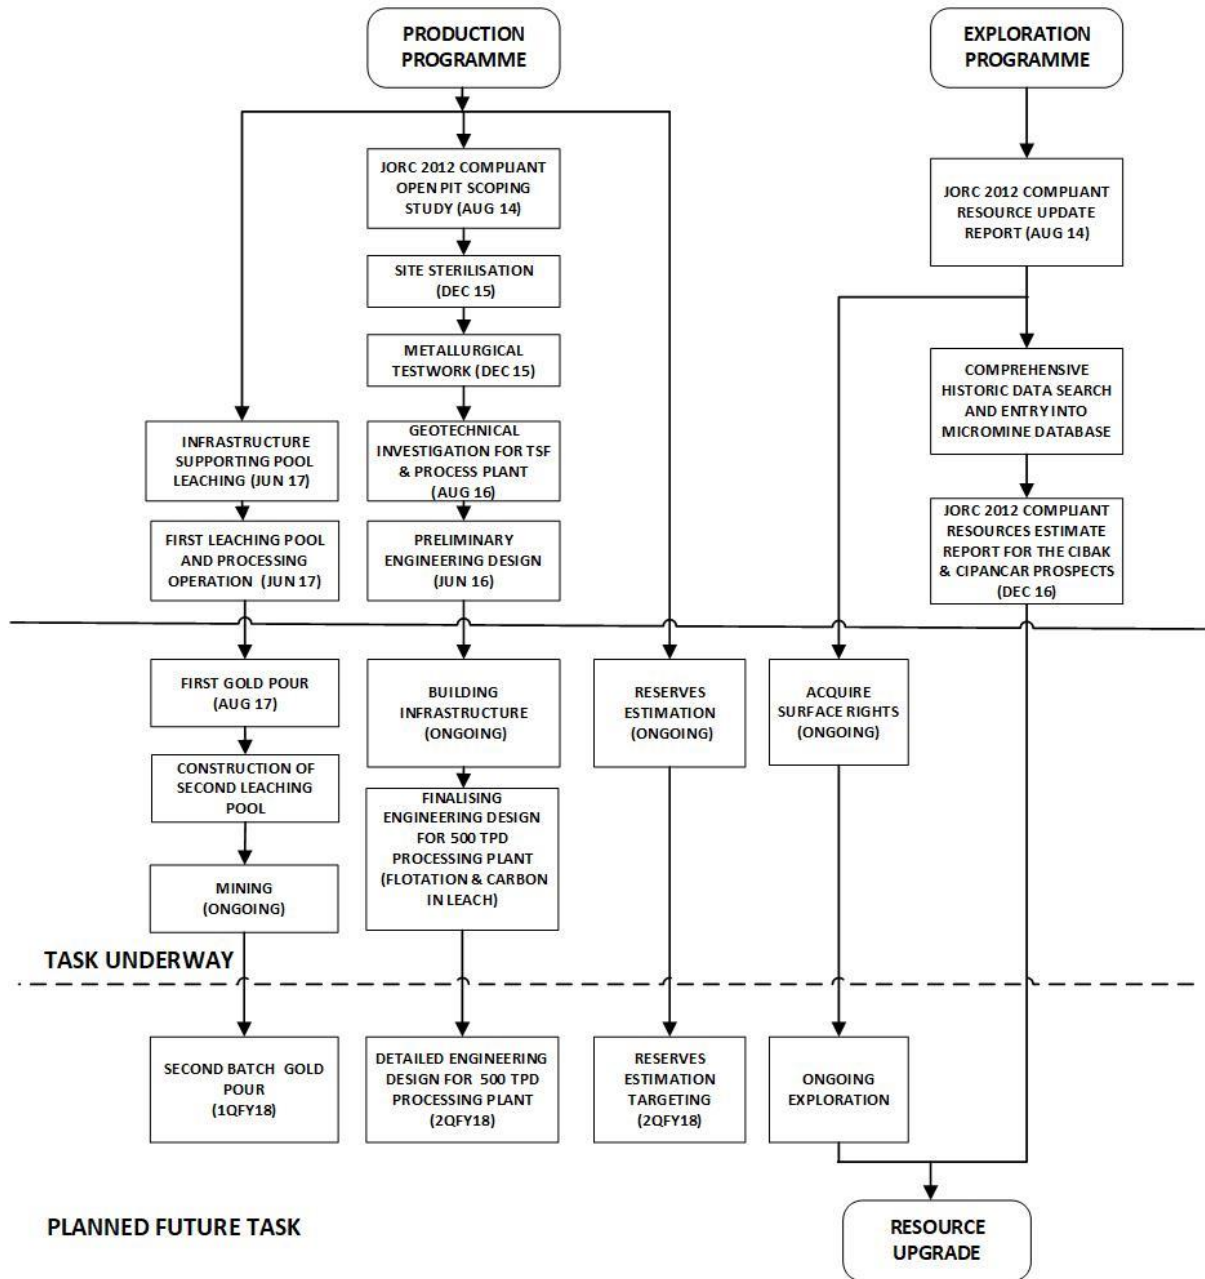 PRODUCTION
PROGRAMME
EXPLORATION
PROGRAMME
JORC 2012 COMPLIANT
OPEN PIT SCOPING
STUDY (AUG 14)
JORC 2012 COMPLIANT
RESOURCE UPDATE
REPORT (AUG 14)
SITE STERILISATION
(DEC 15)
METALLURGICAL
TESTWORK (DEC 15)
COMPREHENSIVE
HISTORIC DATA SEARCH
AND ENTRY INTO
MICROMINE DATABASE
INFRASTRUCTURE
SUPPORTING POOL
LEACHING (JUN 17)
GEOTECHNICAL
INVESTIGATION FOR TSF
& PROCESS PLANT
(AUG 16)
FIRST LEACHING POOL
AND PROCESSING
OPERATION (JUN 17)
PRELIMINARY
ENGINEERING DESIGN
(JUN 16)
JORC 2012 COMPLIANT
RESOURCES ESTIMATE
REPORT FOR THE CIBAK
& CIPANCAR PROSPECTS
(DEC 16)
FIRST GOLD POUR
(AUG 17)
BUILDING
INFRASTRUCTURE
(ONGOING)
RESERVES
ESTIMATION
(ONGOING)
ACQUIRE
SURFACE RIGHTS
(ONGOING)
CONSTRUCTION OF
SECOND LEACHING
POOL
FINALISING
ENGINEERING DESIGN
FOR 500 TPD
PROCESSING PLANT
(FLOTATION & CARBON
IN LEACH)
MINING
(ONGOING)
TASK UNDERWAY
SECOND BATCH GOLD
POUR
(1QFY18)
DETAILED ENGINEERING
DESIGN FOR 500 TPD
PROCESSING PLANT
(2QFY18)
RESERVES
ESTIMATION
TARGETING
(2QFY18)
ONGOING
EXPLORATION
PLANNED FUTURE TASK
RESOURCE
UPGRADE